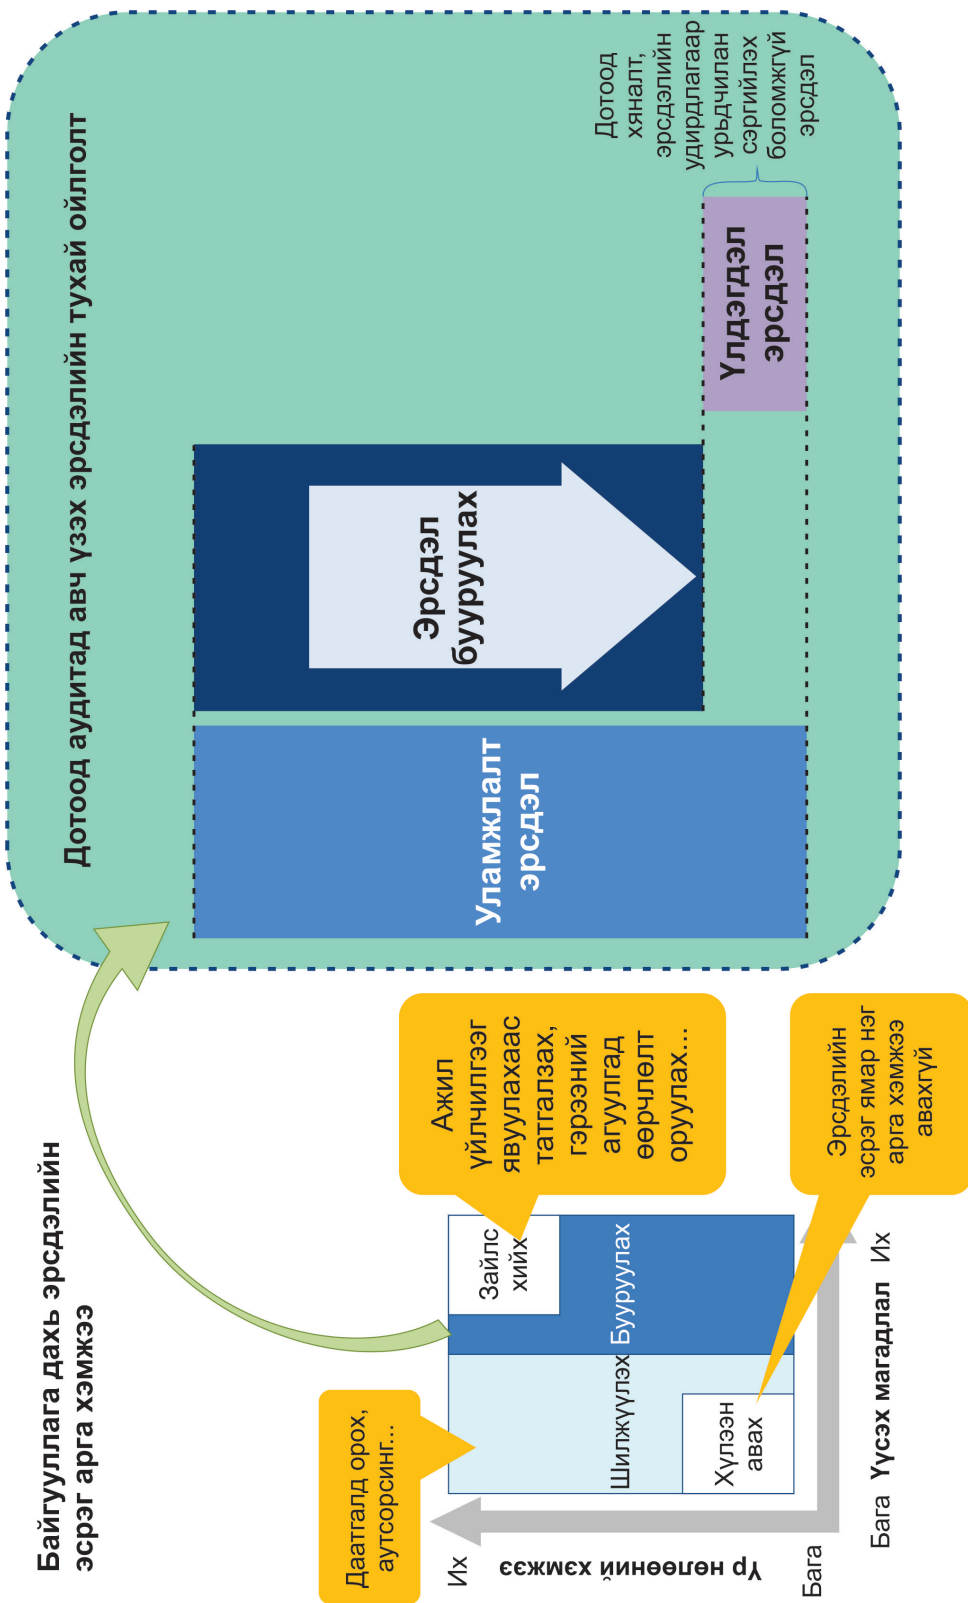 Байгууллага дахь эрсдэлийн
эсрэг арга хэмжээ
Даатгалд орох,
аутсорсинг...
Ажил
үйлчилгээг
явуулахаас
татгалзах,
гэрээний
агуулгад
өөрчлөлт
оруулах...
Зайлс
хийх
Шилжүүлэх
Бууруулах
Хүлээн
авах
Эрсдэлийн
эсрэг ямар нэг
арга хэмжээ
авахгүй
Их
Үр нөлөөний хэмжээ
Бага
Бага Үүсэх магадлал Их
Дотоод аудитад авч үзэх эрсдэлийн тухай ойлголт
Уламжлалт
эрсдэл
Эрсдэл
бууруулах
Үлдэгдэл
эрсдэл
Дотоод
хяналт,
эрсдэлийн
удирдлагаар
урьдчилан
сэргийлэх
боломжгүй
эрсдэл